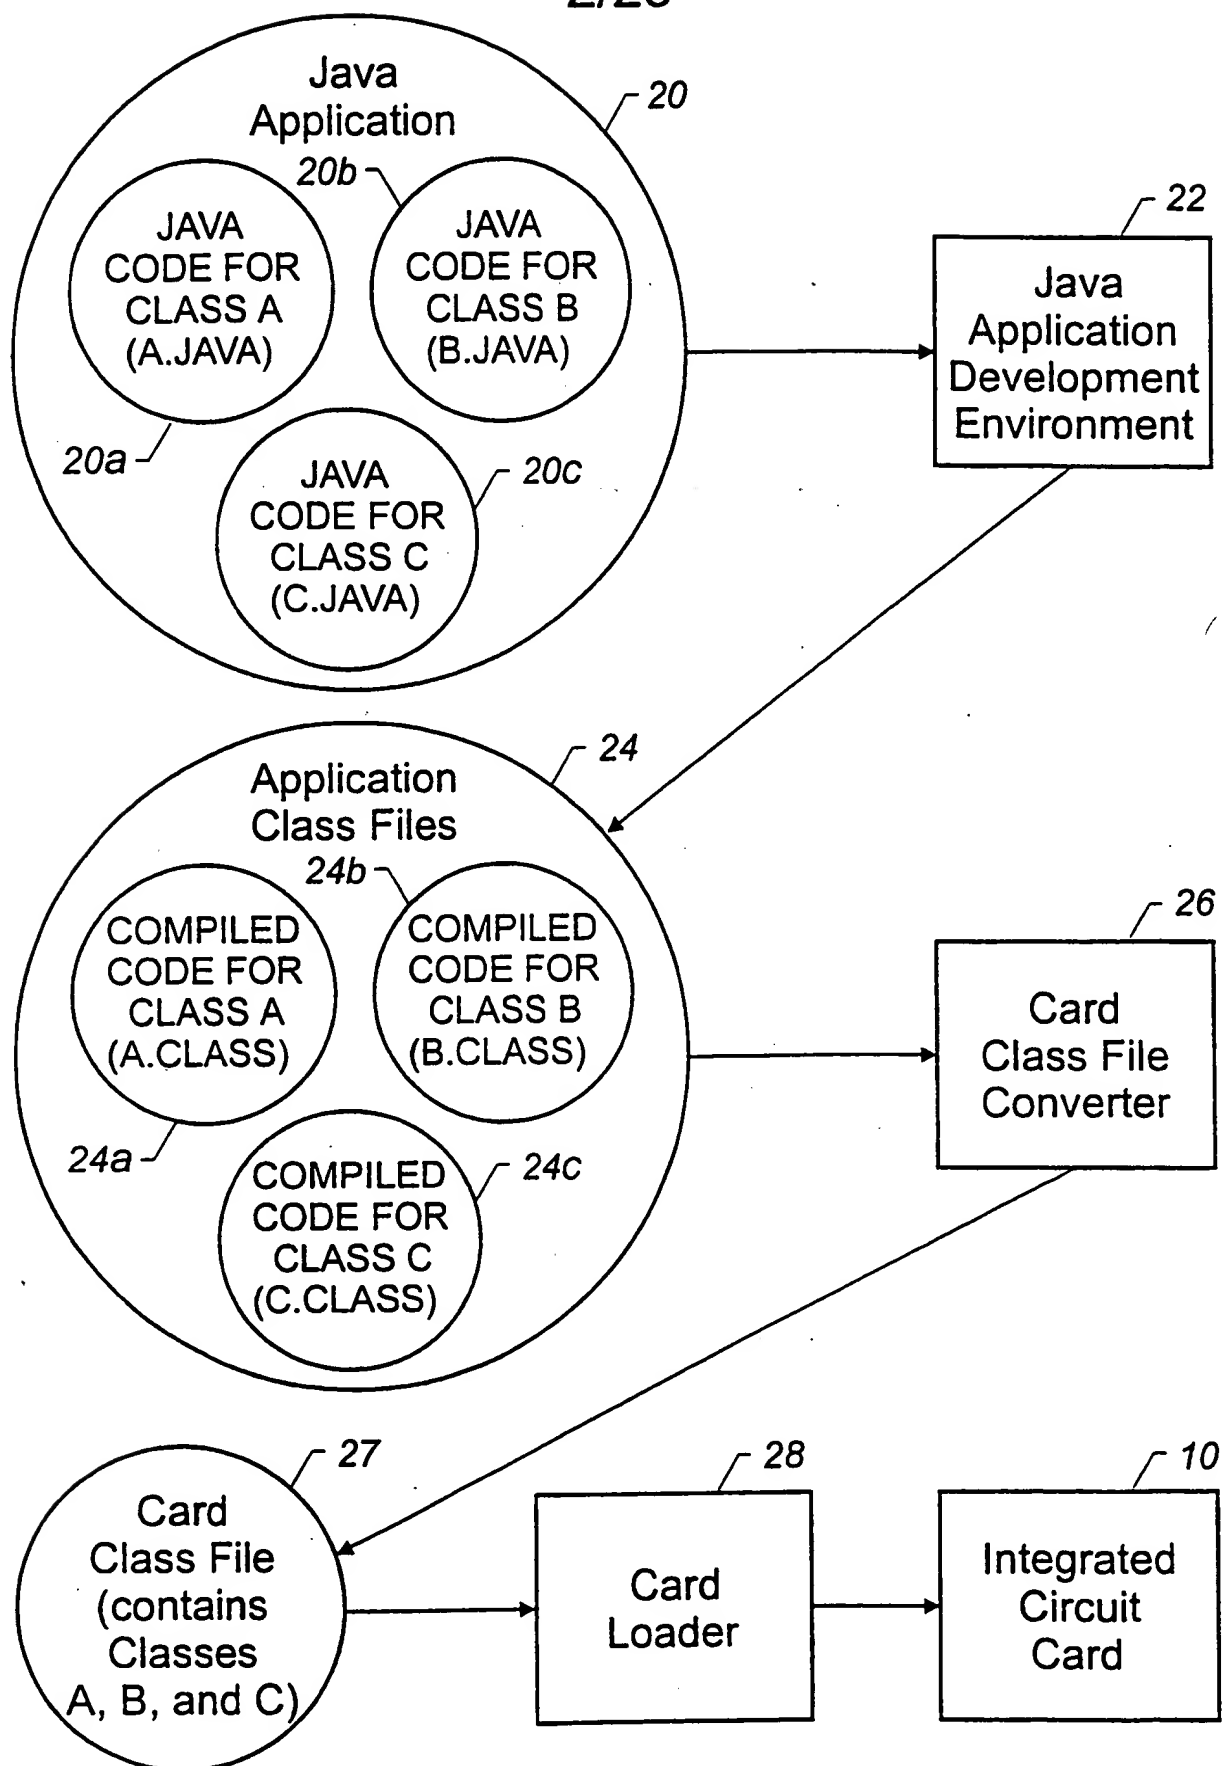 Java
Application
20
20b
JAVA
CODE FOR
CLASS A
(A.JAVA)
JAVA
CODE FOR
CLASS B
(B.JAVA)
22
Java
Application
Development
Environment
20a
JAVA
CODE FOR
CLASS C
(C.JAVA)
20c
24
Application
Class Files
24b
COMPILED
CODE FOR
CLASS A
(A.CLASS)
COMPILED
CODE FOR
CLASS B
(B.CLASS)
26
Card
Class File
Converter
24a
COMPILED
CODE FOR
CLASS C
(C.CLASS)
24c
27
Card
Class File
(contains
Classes
A, B, and C)
28
Card
Loader
10
Integrated
Circuit
Card